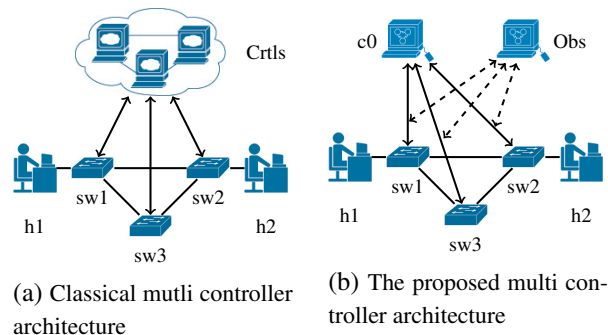 Crtls
sw1
sw2
h1
h2
sw3
(a) Classical mutli controller
architecture
c0
Obs
sw1
sw2
h1
h2
sw3
(b) The proposed multi con-
troller architecture